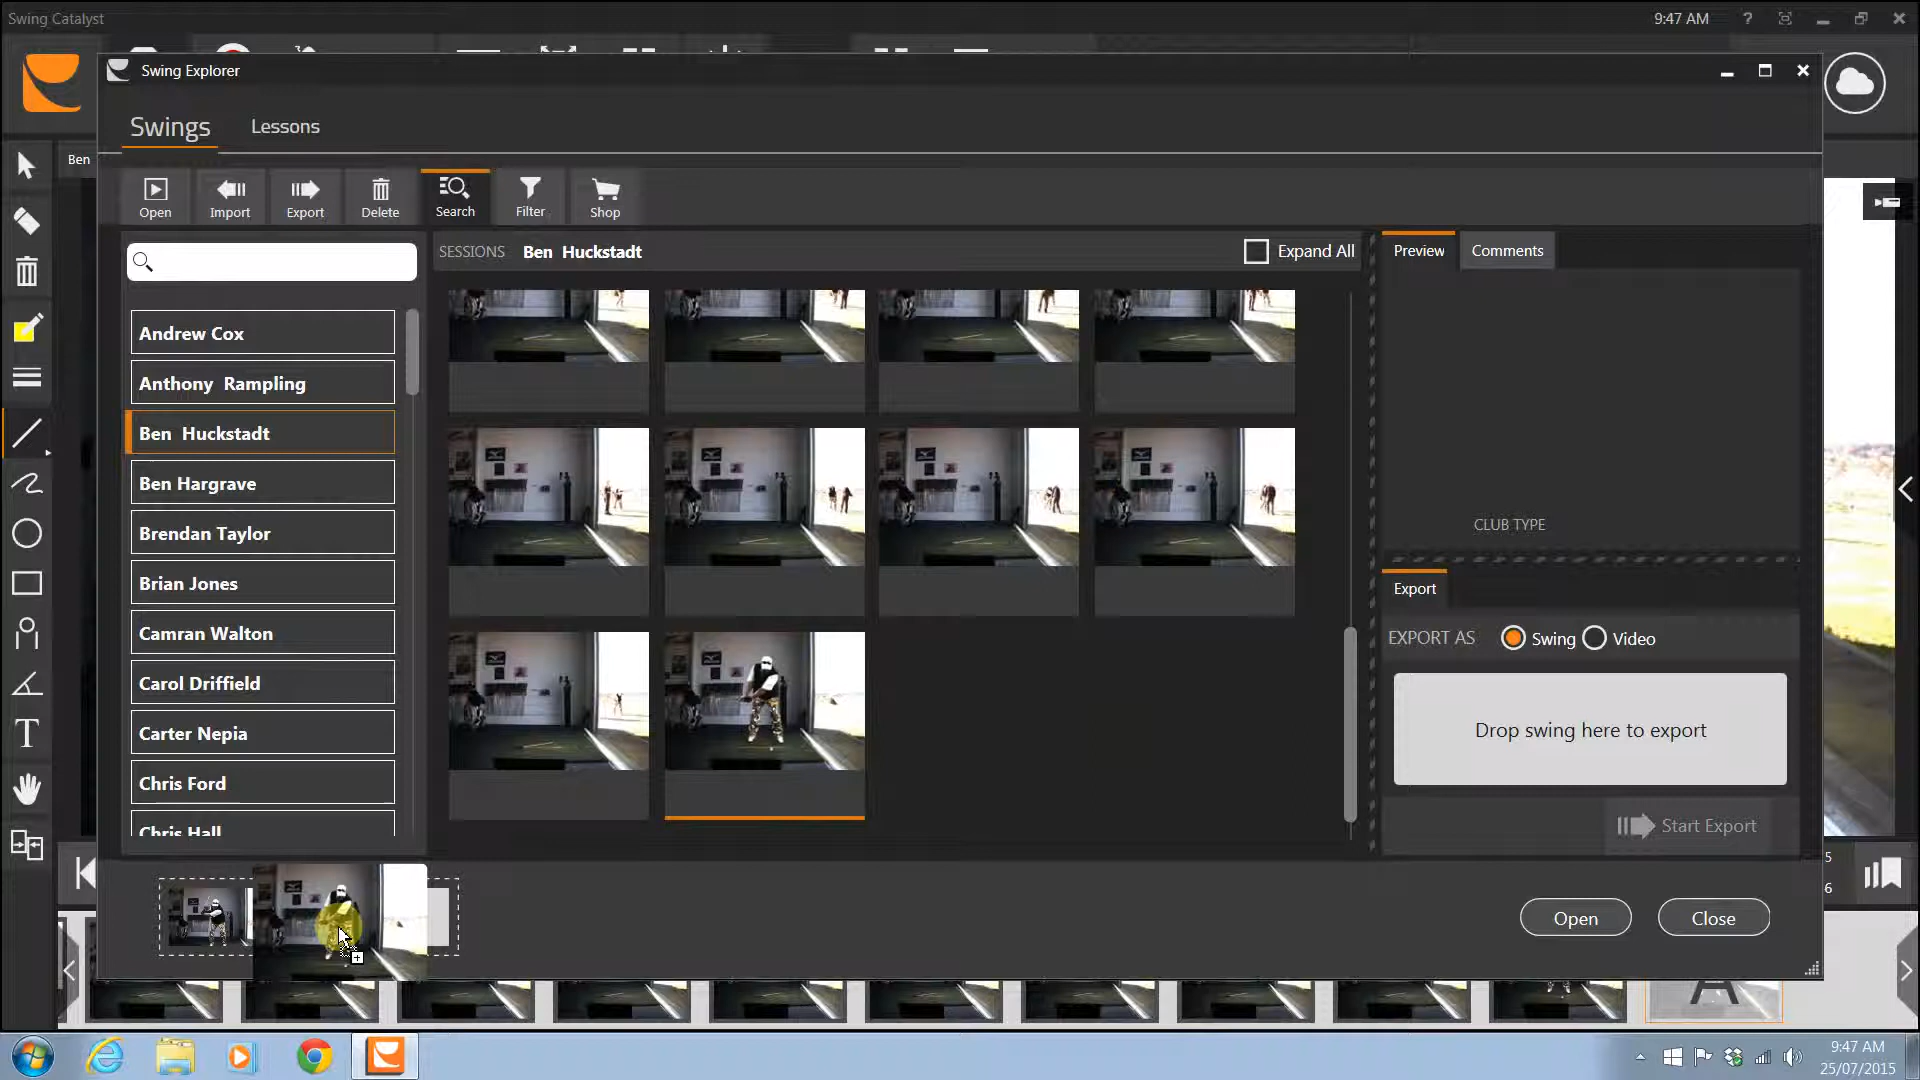 Swing Catalyst
9:47 AM
?
Swing Explorer
Swings
Lessons
Ben
Open
Import
Export
Delete
Search
Filter
Shop
SESSIONS Ben Huckstadt
Expand All
Preview
Comments
Andrew Cox
Anthony Rampling
Ben Huckstadt
Ben Hargrave
Brendan Taylor
Brian Jones
Camran Walton
Carol Driffield
Carter Nepia
Chris Ford
Chris Hall
CLUB TYPE
Export
EXPORT AS Swing Video
Drop swing here to export
Start Export
T
5
6
Open
Close
A
9:47 AM
25/07/2015